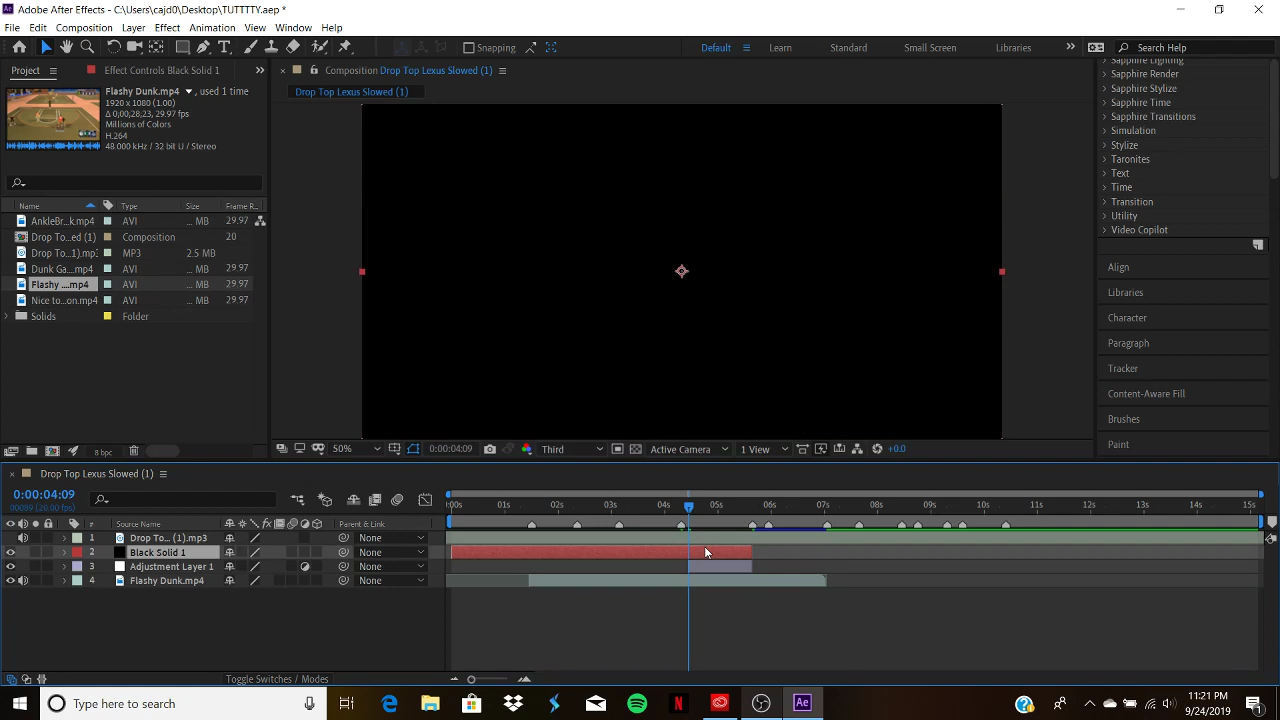 Adobe After Effects - C:\Users\cajd0\Desktop\TUTTTTY.aep *
File Edit Composition Layer Effect Animation View Window Help
Snapping Default Learn Standard Small Screen Libraries Search Help
Project Effect Controls Black Solid 1 Composition Drop Top Lexus Slowed (1)
Drop Top Lexus Slowed (1)
Flashy Dunk.mp4 , used 1 time
1920 x 1080 (1.00)
Δ 0;00;28;23, 29.97 fps
Millions of Colors
H.264
48.000 kHz / 32 bit U / Stereo
Name Type Size Frame R...
AnkleBr...k.mp4 AVI ... MB 29.97
Drop To...ed (1) Composition 20
Drop To...1).mp3 MP3 2.5 MB
Dunk Ga....mp4 AVI ... MB 29.97
Flashy ....mp4 AVI ... MB 29.97
Nice to...on.mp4 AVI ... MB 29.97
Solids Folder
8 bpc
50% 0:00:04:09 Third Active Camera 1 View +0.0
Sapphire Lighting
Sapphire Render
Sapphire Stylize
Sapphire Time
Sapphire Transitions
Simulation
Stylize
Taronites
Text
Time
Transition
Utility
Video Copilot
Align
Libraries
Character
Paragraph
Tracker
Content-Aware Fill
Brushes
Paint
Drop Top Lexus Slowed (1)
0:00:04:09
00089 (20.00 fps)
:00s 01s 02s 03s 04s 05s 06s 07s 08s 09s 10s 11s 12s 13s 14s 15s
# Source Name fx Parent & Link
1 Drop To... (1).mp3 None
2 Black Solid 1 None
3 Adjustment Layer 1 None
4 Flashy Dunk.mp4 None
Toggle Switches / Modes
Type here to search
11:21 PM
9/24/2019